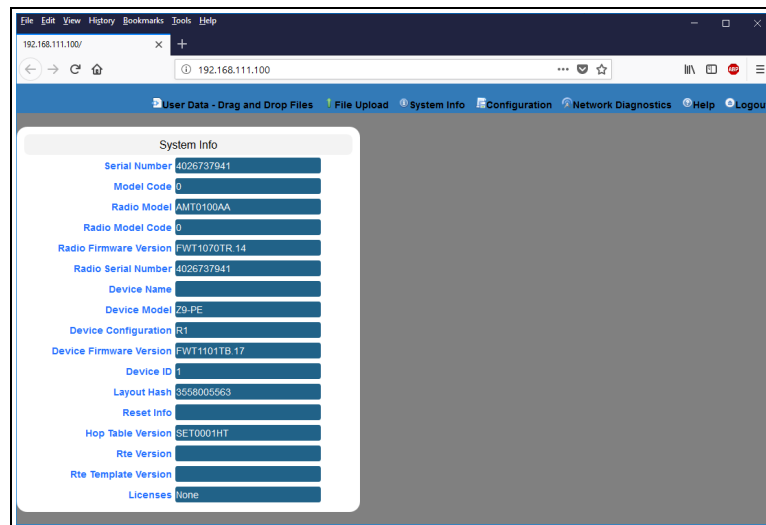 File Edit View History Bookmarks Tools Help
192.168.111.100/
192.168.111.100
ABP
User Data - Drag and Drop Files File Upload System Info Configuration Network Diagnostics Help Logou
System Info
Serial Number 4026737941
Model Code 0
Radio Model AMT0100AA
Radio Model Code 0
Radio Firmware Version FWT1070TR.14
Radio Serial Number 4026737941
Device Name
Device Model Z9-PE
Device Configuration R1
Device Firmware Version FWT1101TB.17
Device ID 1
Layout Hash 3558005563
Reset Info
Hop Table Version SET0001HT
Rte Version
Rte Template Version
Licenses None